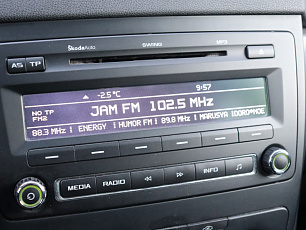 ŠkodaAuto SWING MP3
AS TP
-2.5 °C 9:57
NO TP JAM FM 102.5 MHz
FM2
88.3 MHz | ENERGY | HUMOR FM | 89.8 MHz | MARUSYA
MEDIA RADIO INFO